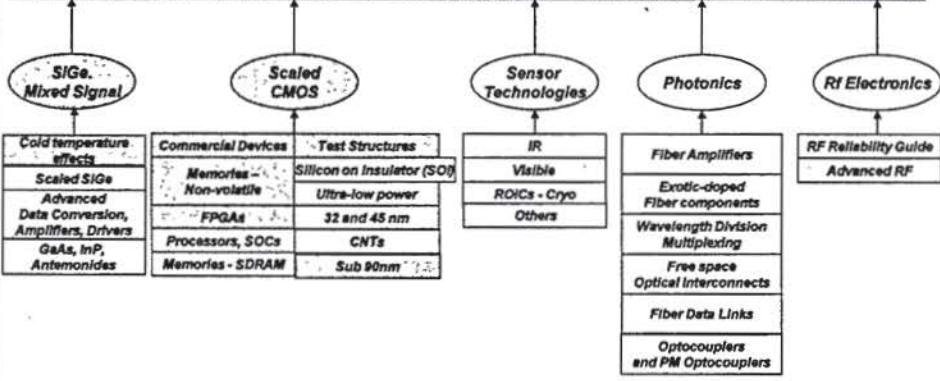 SiGe.
Mixed Signal
Scaled
CMOS
Sensor
Technologies
Photonics
Rf Electronics
Cold temperature
effects
Scaled SiGe
Advanced
Data Conversion,
Amplifiers, Drivers
GaAs, InP,
Antemonides
Commercial Devices
Memories –
Non-volatile
FPGAs
Processors, SOCs
Memories - SDRAM
Test Structures
Silicon on Insulator (SOI)
Ultra-low power
32 and 45 nm
CNTs
Sub 90nm
IR
Visible
ROICs - Cryo
Others
Fiber Amplifiers
Exotic-doped
Fiber components
Wavelength Division
Multiplexing
Free space
Optical Interconnects
Fiber Data Links
Optocouplers
and PM Optocouplers
RF Reliability Guide
Advanced RF